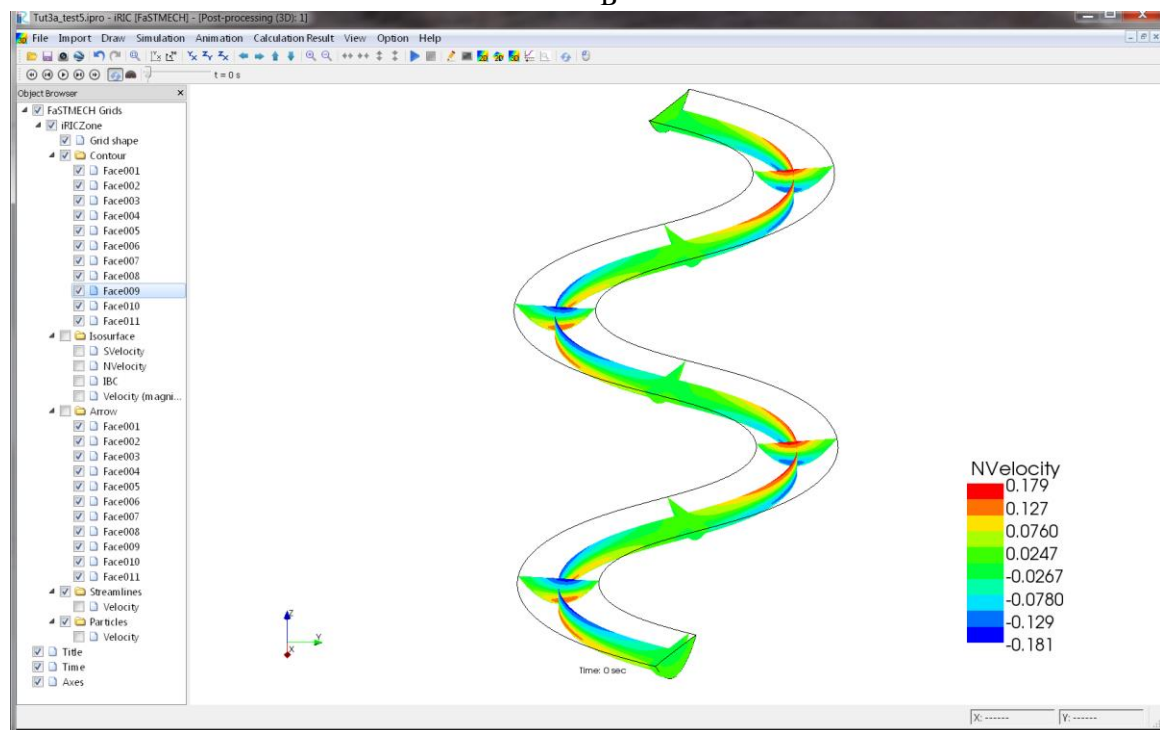 B
Tut3a_test5.ipro - iRIC [FaSTMECH] - [Post-processing (3D): 1]
File Import Draw Simulation Animation Calculation Result View Option Help
t = 0 s
Object Browser
FaSTMECH Grids
iRICZone
Grid shape
Contour
Face001
Face002
Face003
Face004
Face005
Face006
Face007
Face008
Face009
Face010
Face011
Isosurface
SVelocity
NVelocity
IBC
Velocity (magni...
Arrow
Face001
Face002
Face003
Face004
Face005
Face006
Face007
Face008
Face009
Face010
Face011
Streamlines
Velocity
Particles
Velocity
Title
Time
Axes
Z
Y
X
Time: 0 sec
NVelocity
0.179
0.127
0.0760
0.0247
-0.0267
-0.0780
-0.129
-0.181
X: ------
Y: ------